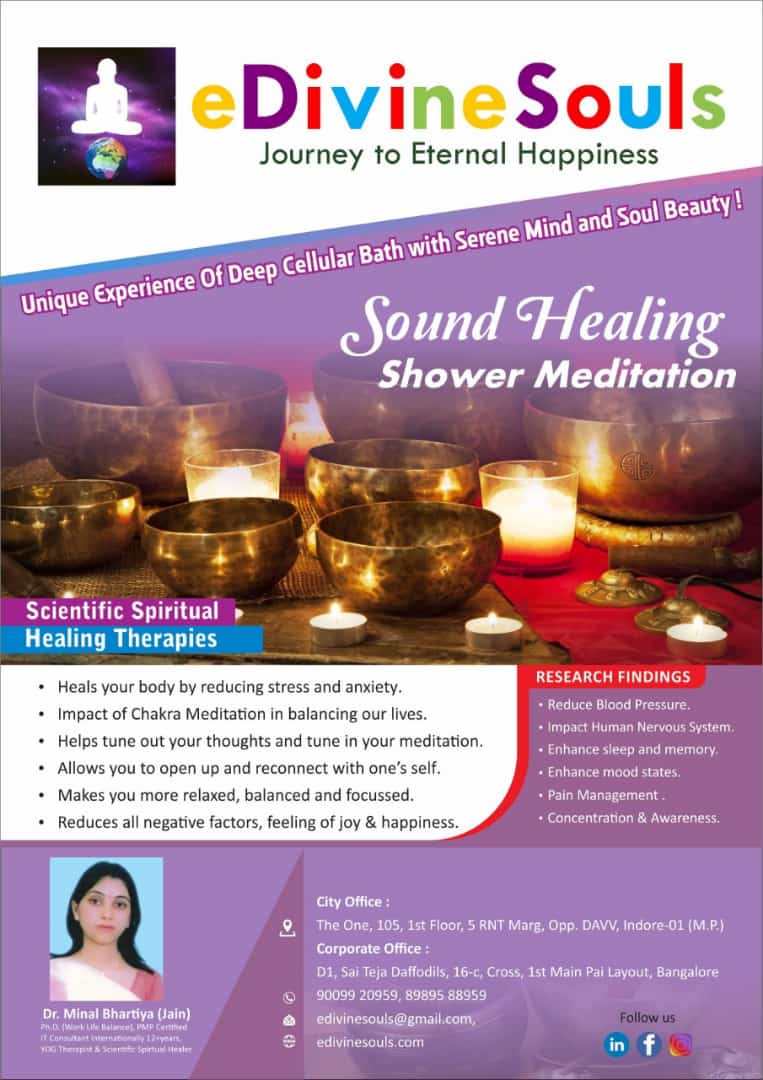 eDivineSouls
Journey to Eternal Happiness
Unique Experience Of Deep Cellular Bath with Serene Mind and Soul Beauty !
Sound Healing
Shower Meditation
Scientific Spiritual
Healing Therapies
• Heals your body by reducing stress and anxiety.
• Impact of Chakra Meditation in balancing our lives.
• Helps tune out your thoughts and tune in your meditation.
• Allows you to open up and reconnect with one's self.
• Makes you more relaxed, balanced and focussed.
• Reduces all negative factors, feeling of joy & happiness.
RESEARCH FINDINGS
• Reduce Blood Pressure.
• Impact Human Nervous System.
• Enhance sleep and memory.
• Enhance mood states.
• Pain Management .
• Concentration & Awareness.
Dr. Minal Bhartiya (Jain)
Ph.D. (Work Life Balance), PMP Certified
IT Consultant Internationally 12+years,
YOG Therapist & Scientific Spirtual Healer
City Office :
The One, 105, 1st Floor, 5 RNT Marg, Opp. DAVV, Indore-01 (M.P.)
Corporate Office :
D1, Sai Teja Daffodils, 16-c, Cross, 1st Main Pai Layout, Bangalore
90099 20959, 89895 88959
edivinesouls@gmail.com,
edivinesouls.com
Follow us
in f